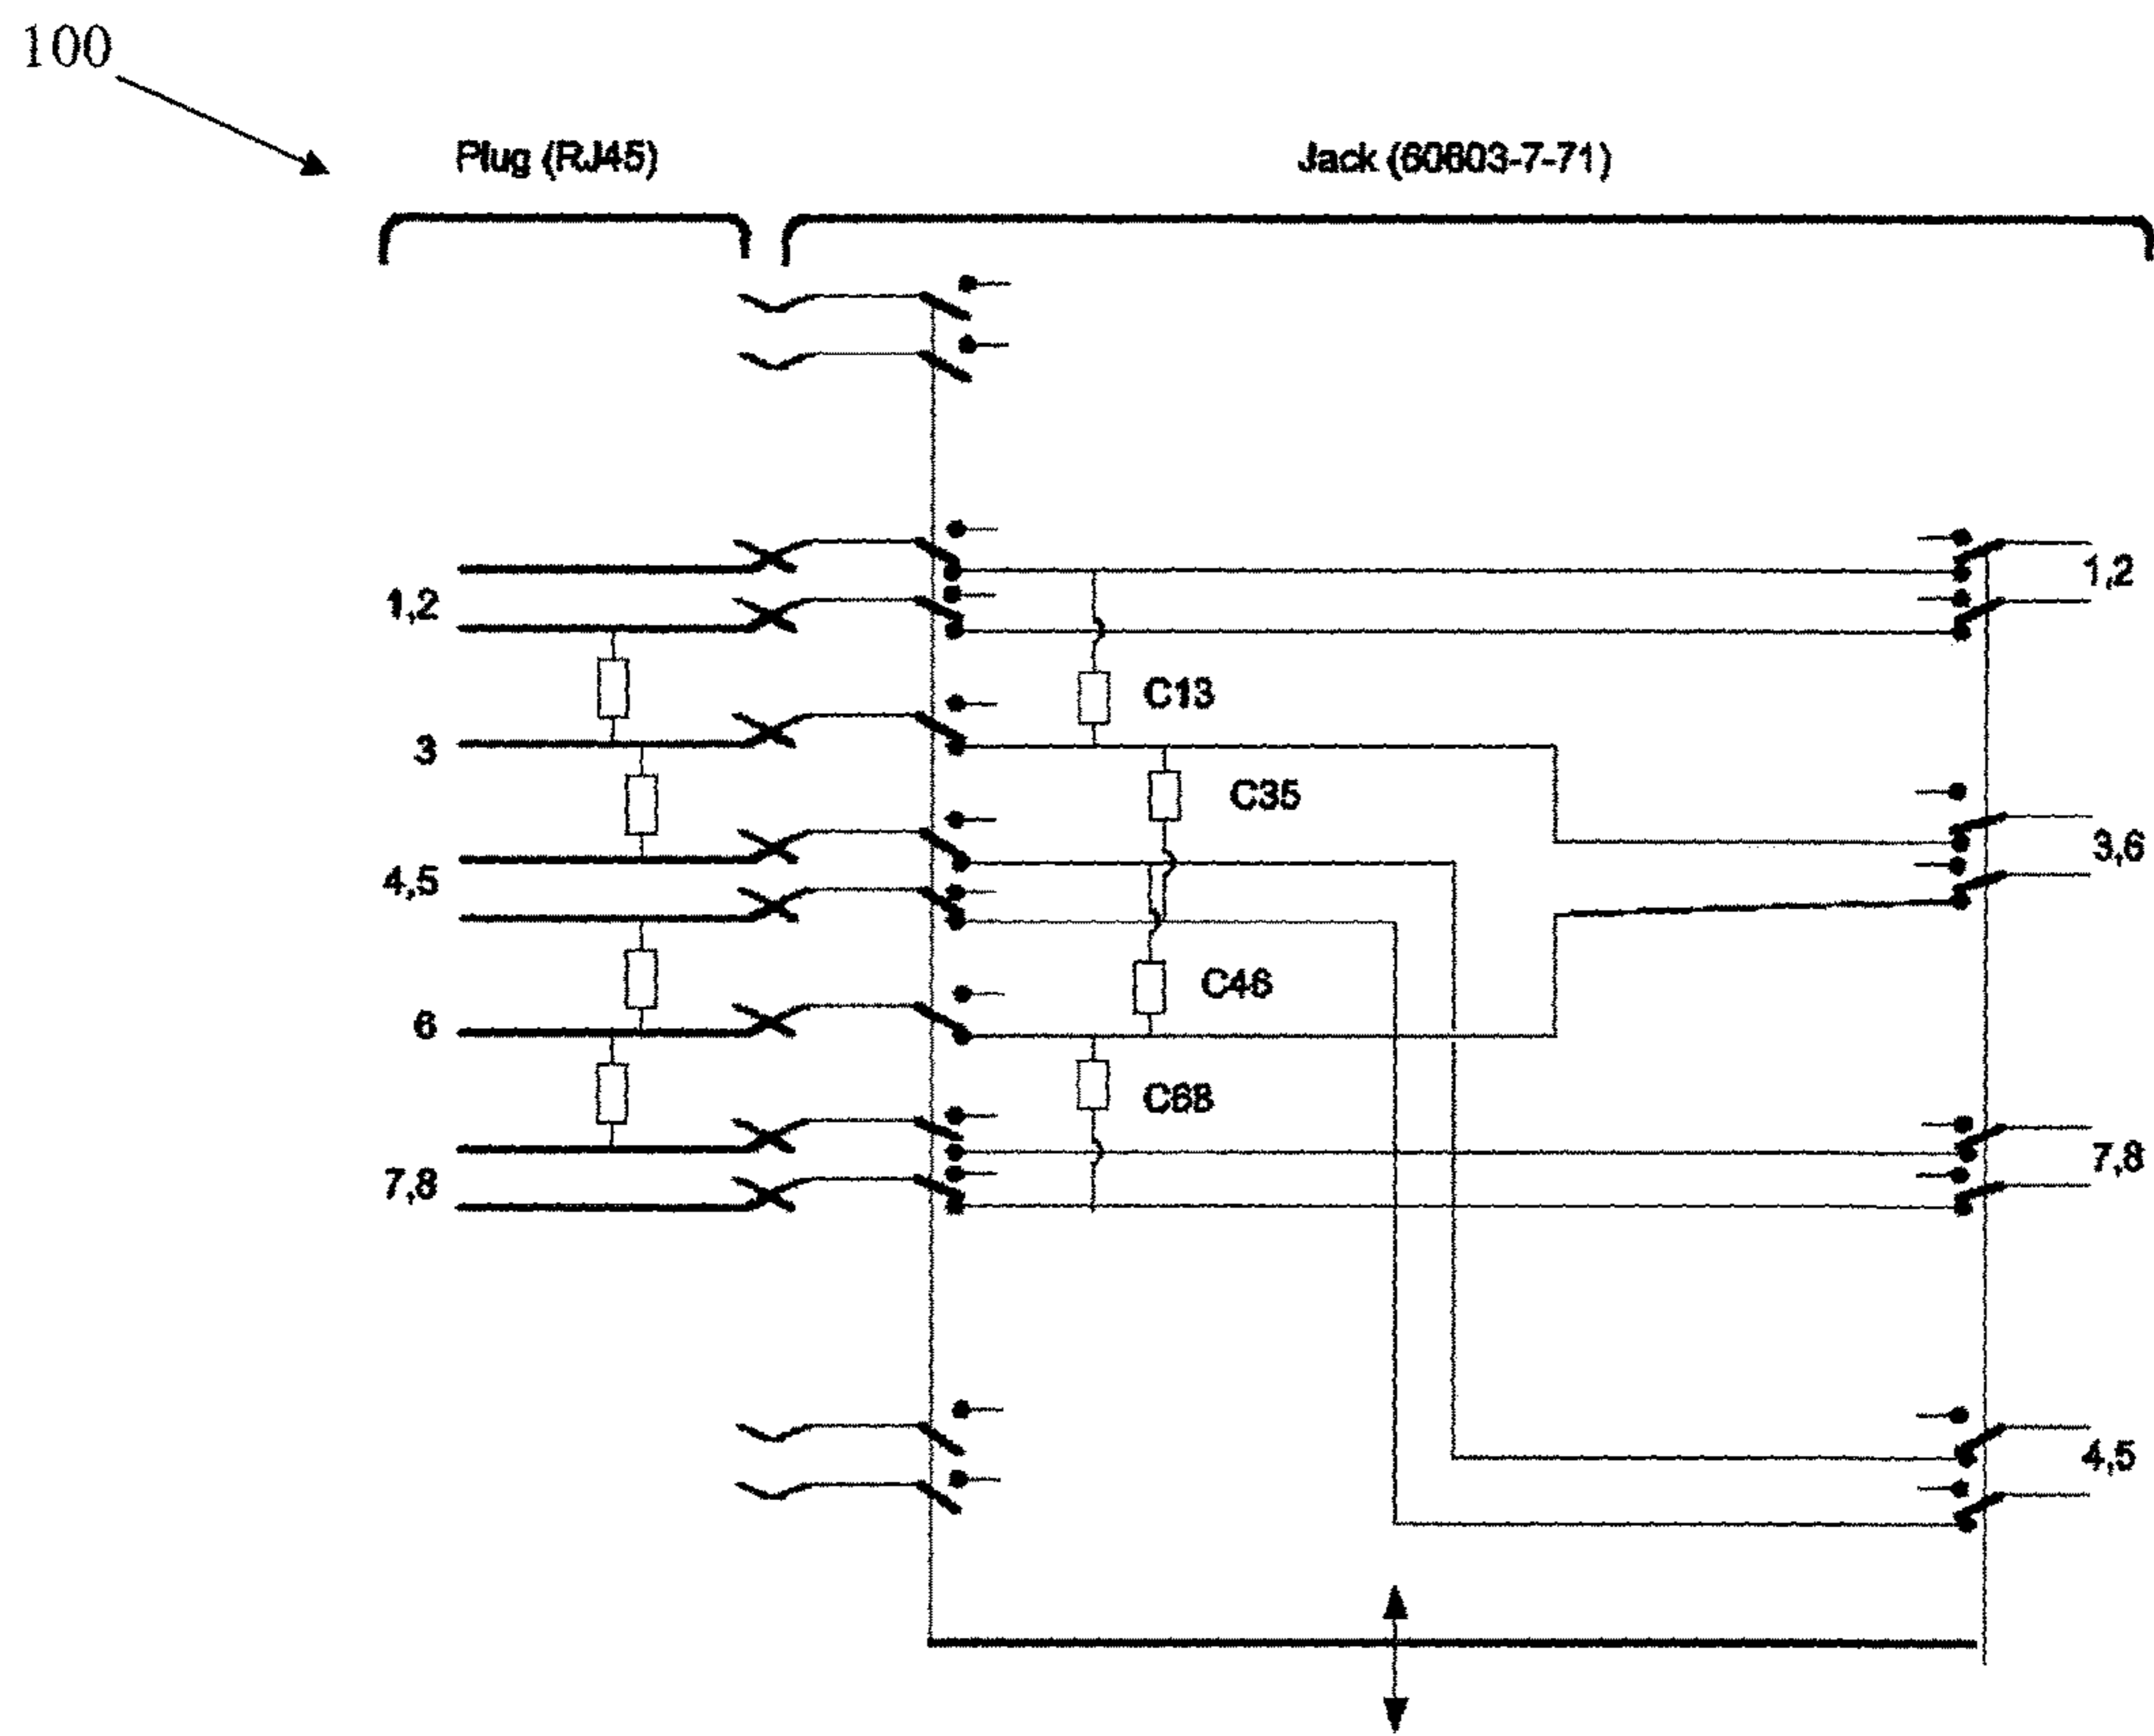 100
Plug (RJ45)
Jack (60603-7-71)
1,2
1,2
C13
3
C35
3,6
4,5
C46
6
C68
7,8
7,8
4,5